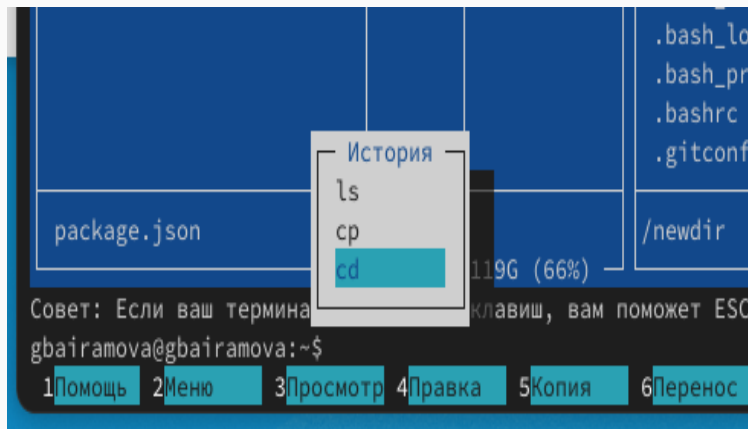 .bash_lo
.bash_pr
.bashrc
.gitconf
История
ls
cp
cd
package.json
/newdir
119G (66%)
Совет: Если ваш термина клавиш, вам поможет ESC
gbairamova@gbairamova:~$
1Помощь 2Меню 3Просмотр 4Правка 5Копия 6Перенос